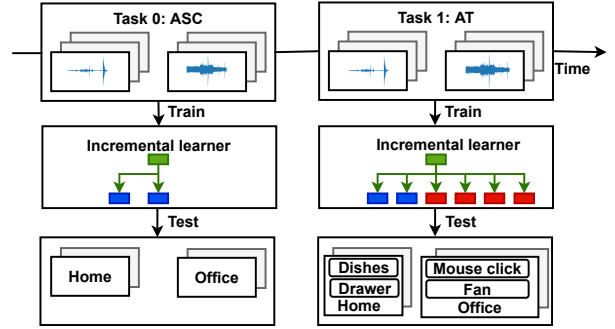 Task 0: ASC
Task 1: AT
Time
Train
Train
Incremental learner
Incremental learner
Test
Test
Home
Office
Dishes
Drawer
Home
Mouse click
Fan
Office